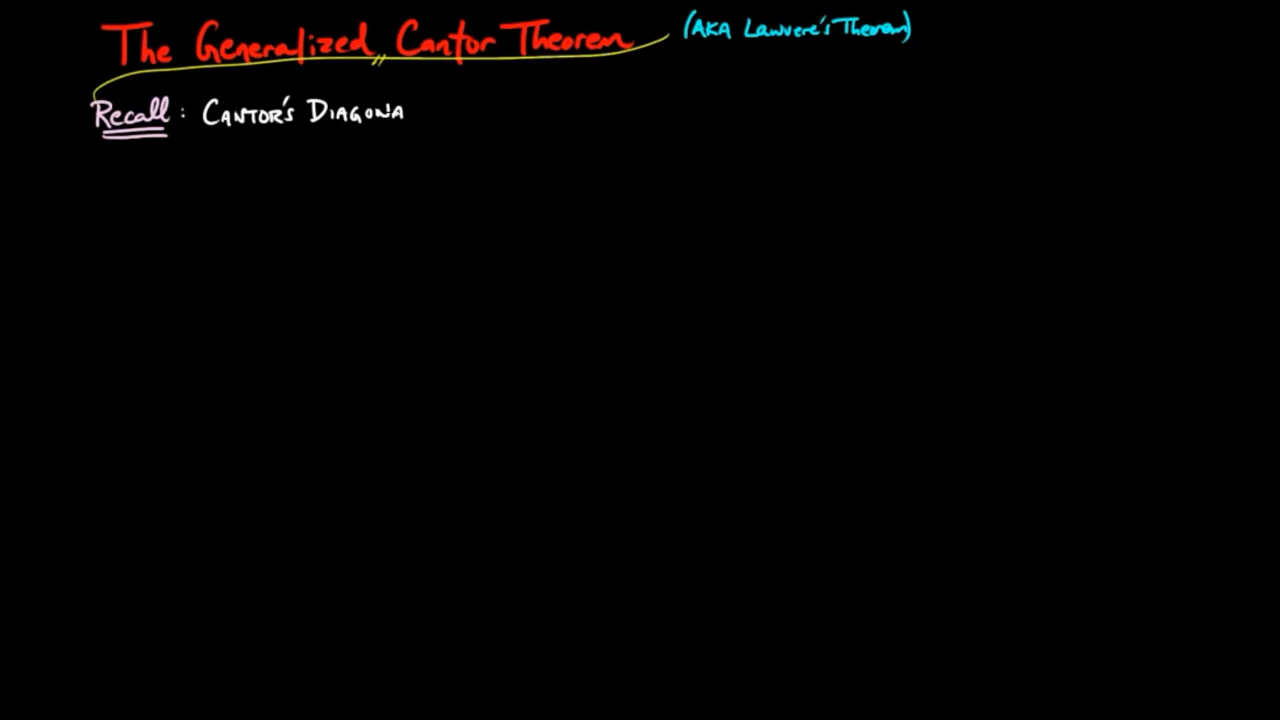 The Generalized Cantor Theorem (AKA Lawvere's Theorem)
Recall: CANTOR'S DIAGONA